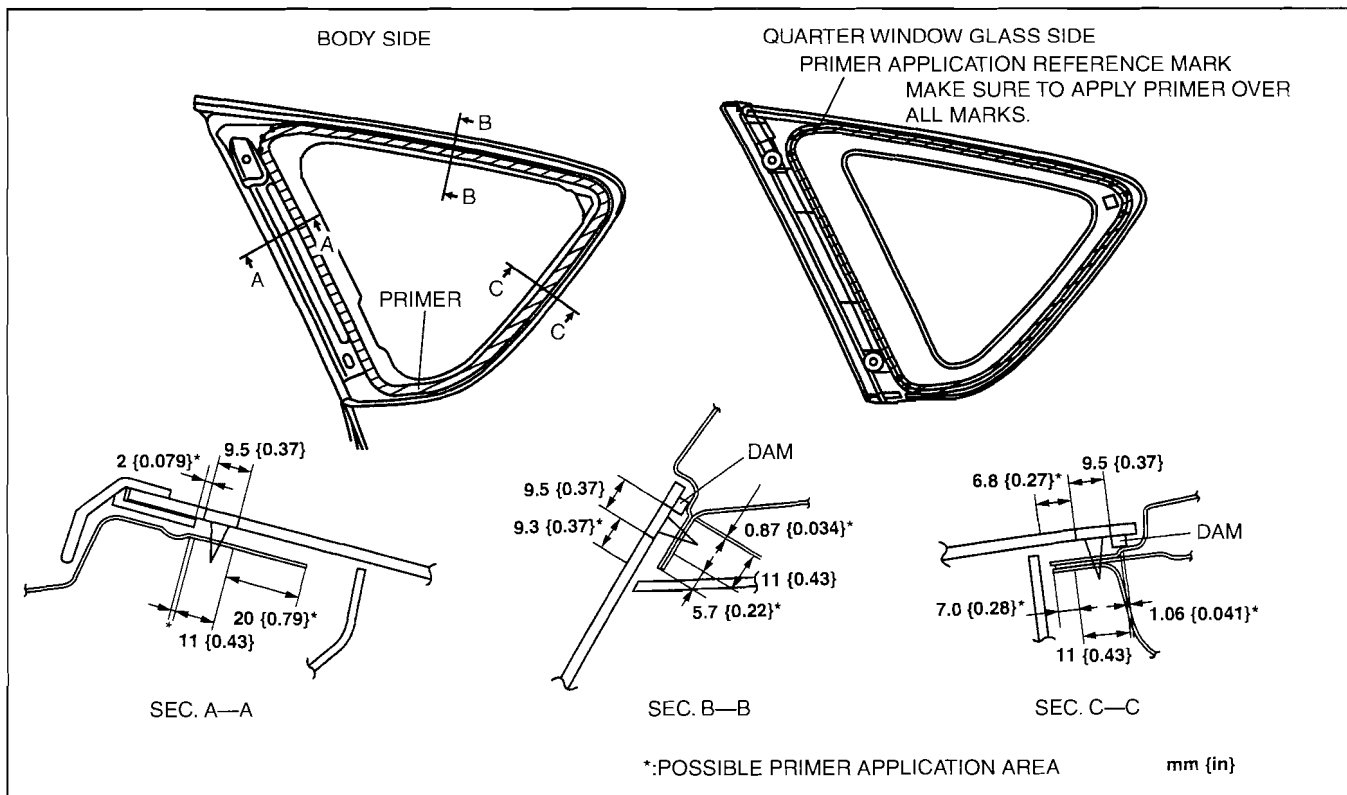 BODY SIDE
QUARTER WINDOW GLASS SIDE
PRIMER APPLICATION REFERENCE MARK
MAKE SURE TO APPLY PRIMER OVER
ALL MARKS.
B
B
A
A
C
C
PRIMER
2 {0.079}*
9.5 {0.37}
*
11 {0.43}
20 {0.79}*
SEC. A—A
DAM
9.5 {0.37}
9.3 {0.37}*
0.87 {0.034}*
11 {0.43}
5.7 {0.22}*
SEC. B—B
9.5 {0.37}
6.8 {0.27}*
DAM
7.0 {0.28}*
1.06 {0.041}*
11 {0.43}
SEC. C—C
*:POSSIBLE PRIMER APPLICATION AREA
mm {in}